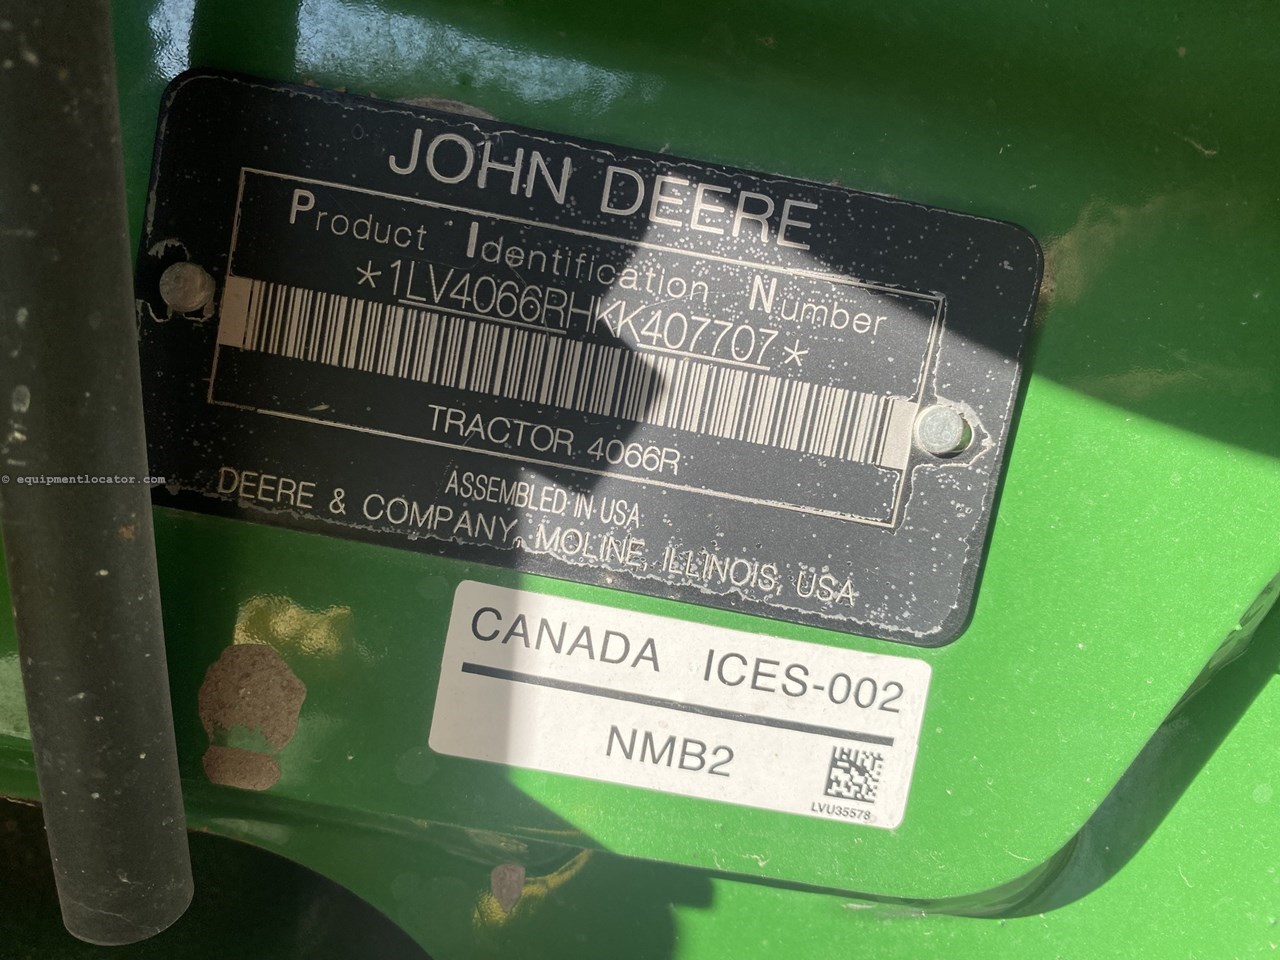 JOHN DEERE
Product Identification Number
*1LV4066RHKK407707*
TRACTOR 4066R
ASSEMBLED IN USA
DEERE & COMPANY, MOLINE, ILLINOIS, USA
CANADA ICES-002
NMB2
LVU35578
© equipmentlocator.com